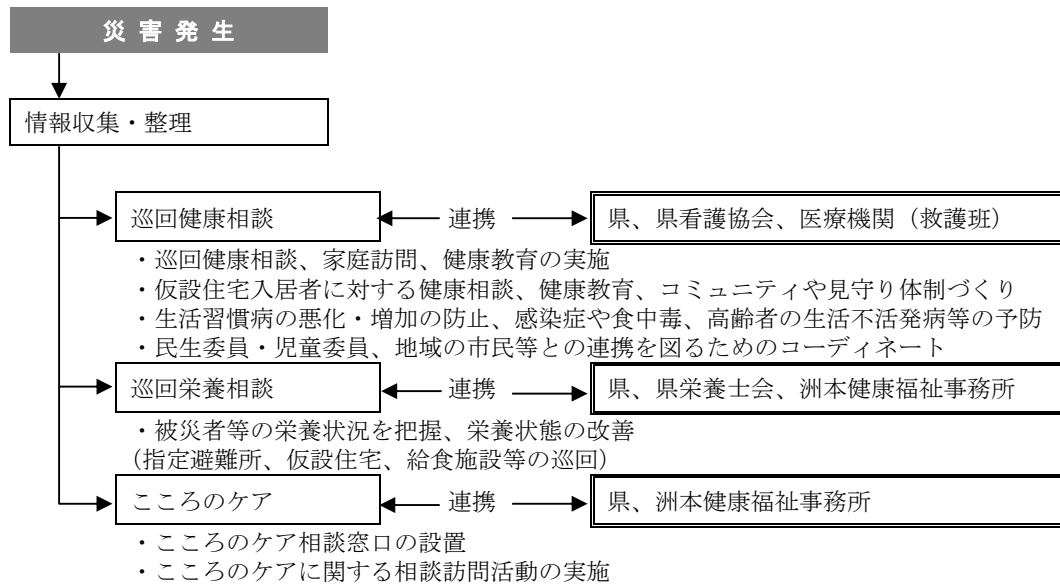 災害発生
情報収集・整理
巡回健康相談 連携 県、県看護協会、医療機関（救護班）
・巡回健康相談、家庭訪問、健康教育の実施
・仮設住宅入居者に対する健康相談、健康教育、コミュニティや見守り体制づくり
・生活習慣病の悪化・増加の防止、感染症や食中毒、高齢者の生活不活発病等の予防
・民生委員・児童委員、地域の市民等との連携を図るためのコーディネート
巡回栄養相談 連携 県、県栄養士会、洲本健康福祉事務所
・被災者等の栄養状況を把握、栄養状態の改善
(指定避難所、仮設住宅、給食施設等の巡回)
こころのケア 連携 県、洲本健康福祉事務所
・こころのケア相談窓口の設置
・こころのケアに関する相談訪問活動の実施